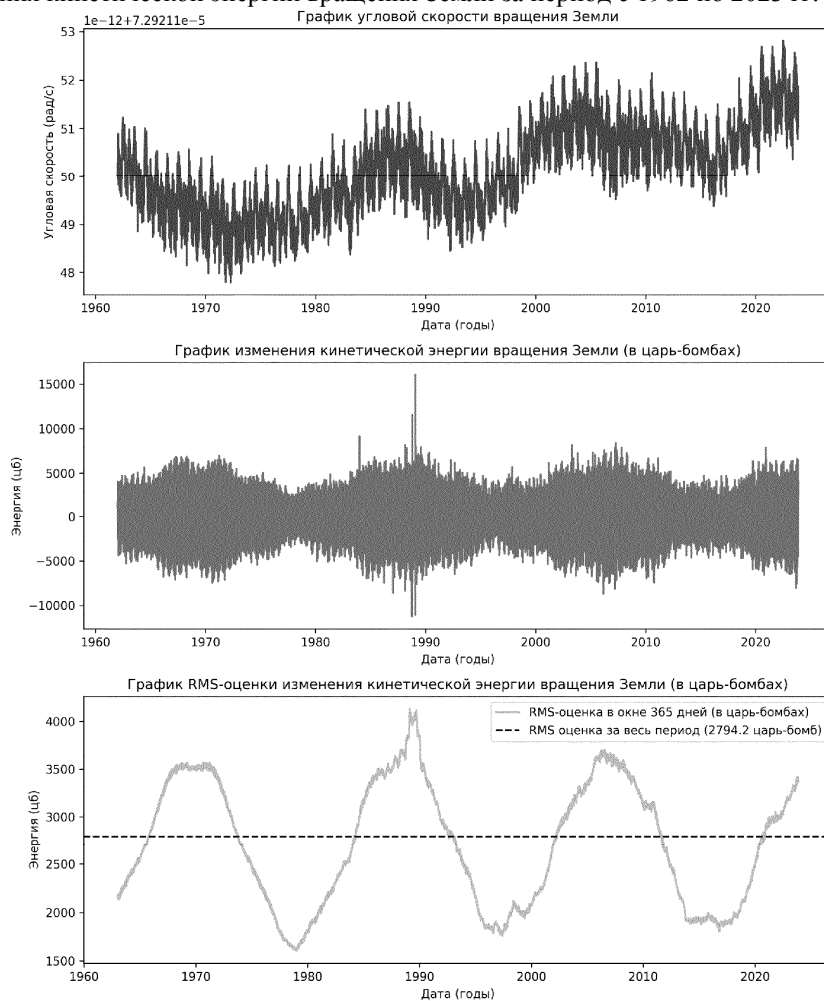 График угловой скорости вращения Земли
1e−12+7.29211e−5
Угловая скорость (рад/с)
53
52
51
50
49
48
1960 1970 1980 1990 2000 2010 2020
Дата (годы)
График изменения кинетической энергии вращения Земли (в царь-бомбах)
Энергия (цб)
15000
10000
5000
0
−5000
−10000
1960 1970 1980 1990 2000 2010 2020
Дата (годы)
График RMS-оценки изменения кинетической энергии вращения Земли (в царь-бомбах)
RMS-оценка в окне 365 дней (в царь-бомбах)
RMS оценка за весь период (2794.2 царь-бомб)
Энергия (цб)
4000
3500
3000
2500
2000
1500
1960 1970 1980 1990 2000 2010 2020
Дата (годы)